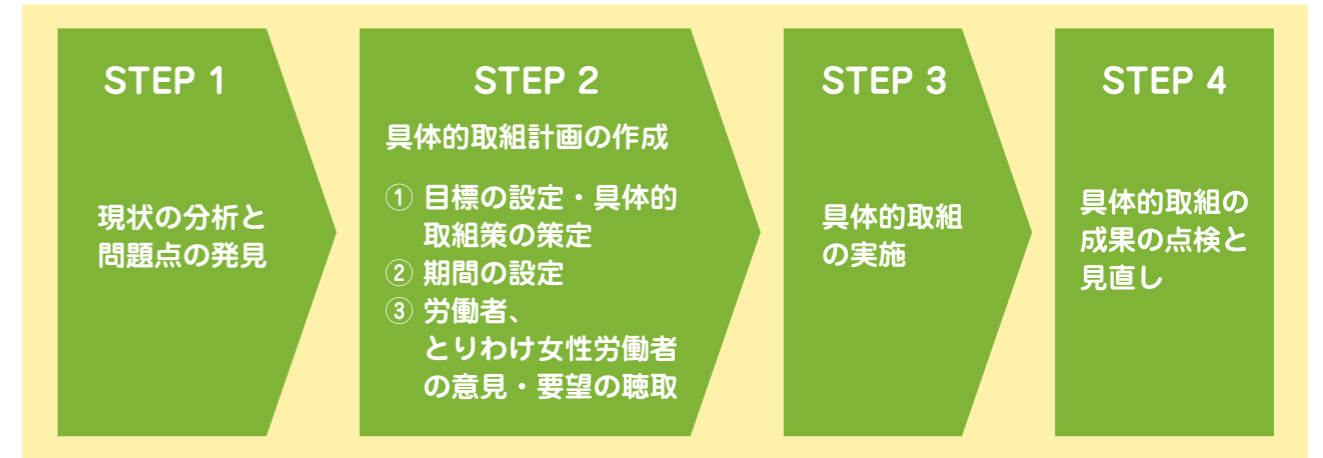 STEP 1
現状の分析と
問題点の発見
STEP 2
具体的取組計画の作成
① 目標の設定・具体的
取組策の策定
② 期間の設定
③ 労働者、
とりわけ女性労働者
の意見・要望の聴取
STEP 3
具体的取組
の実施
STEP 4
具体的取組の
成果の点検と
見直し